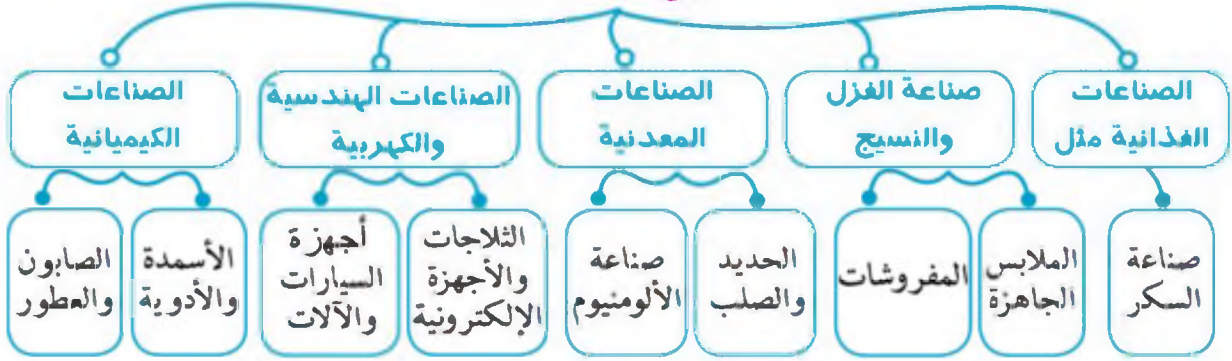 الصناعات
الغذائية مثل
صناعة الغزل
والنسيج
الصناعات
المعدنية
الصناعات الهندسية
والكهربية
الصناعات
الكيميائية
صناعة
السكر
الملابس
الجاهزة
المفروشات
الحديد
والصلب
صناعة
الألومنيوم
الثلاجات
والأجهزة
الإلكترونية
أجهزة
السيارات
والآلات
الأسمدة
والأدوية
الصابون
والعطور